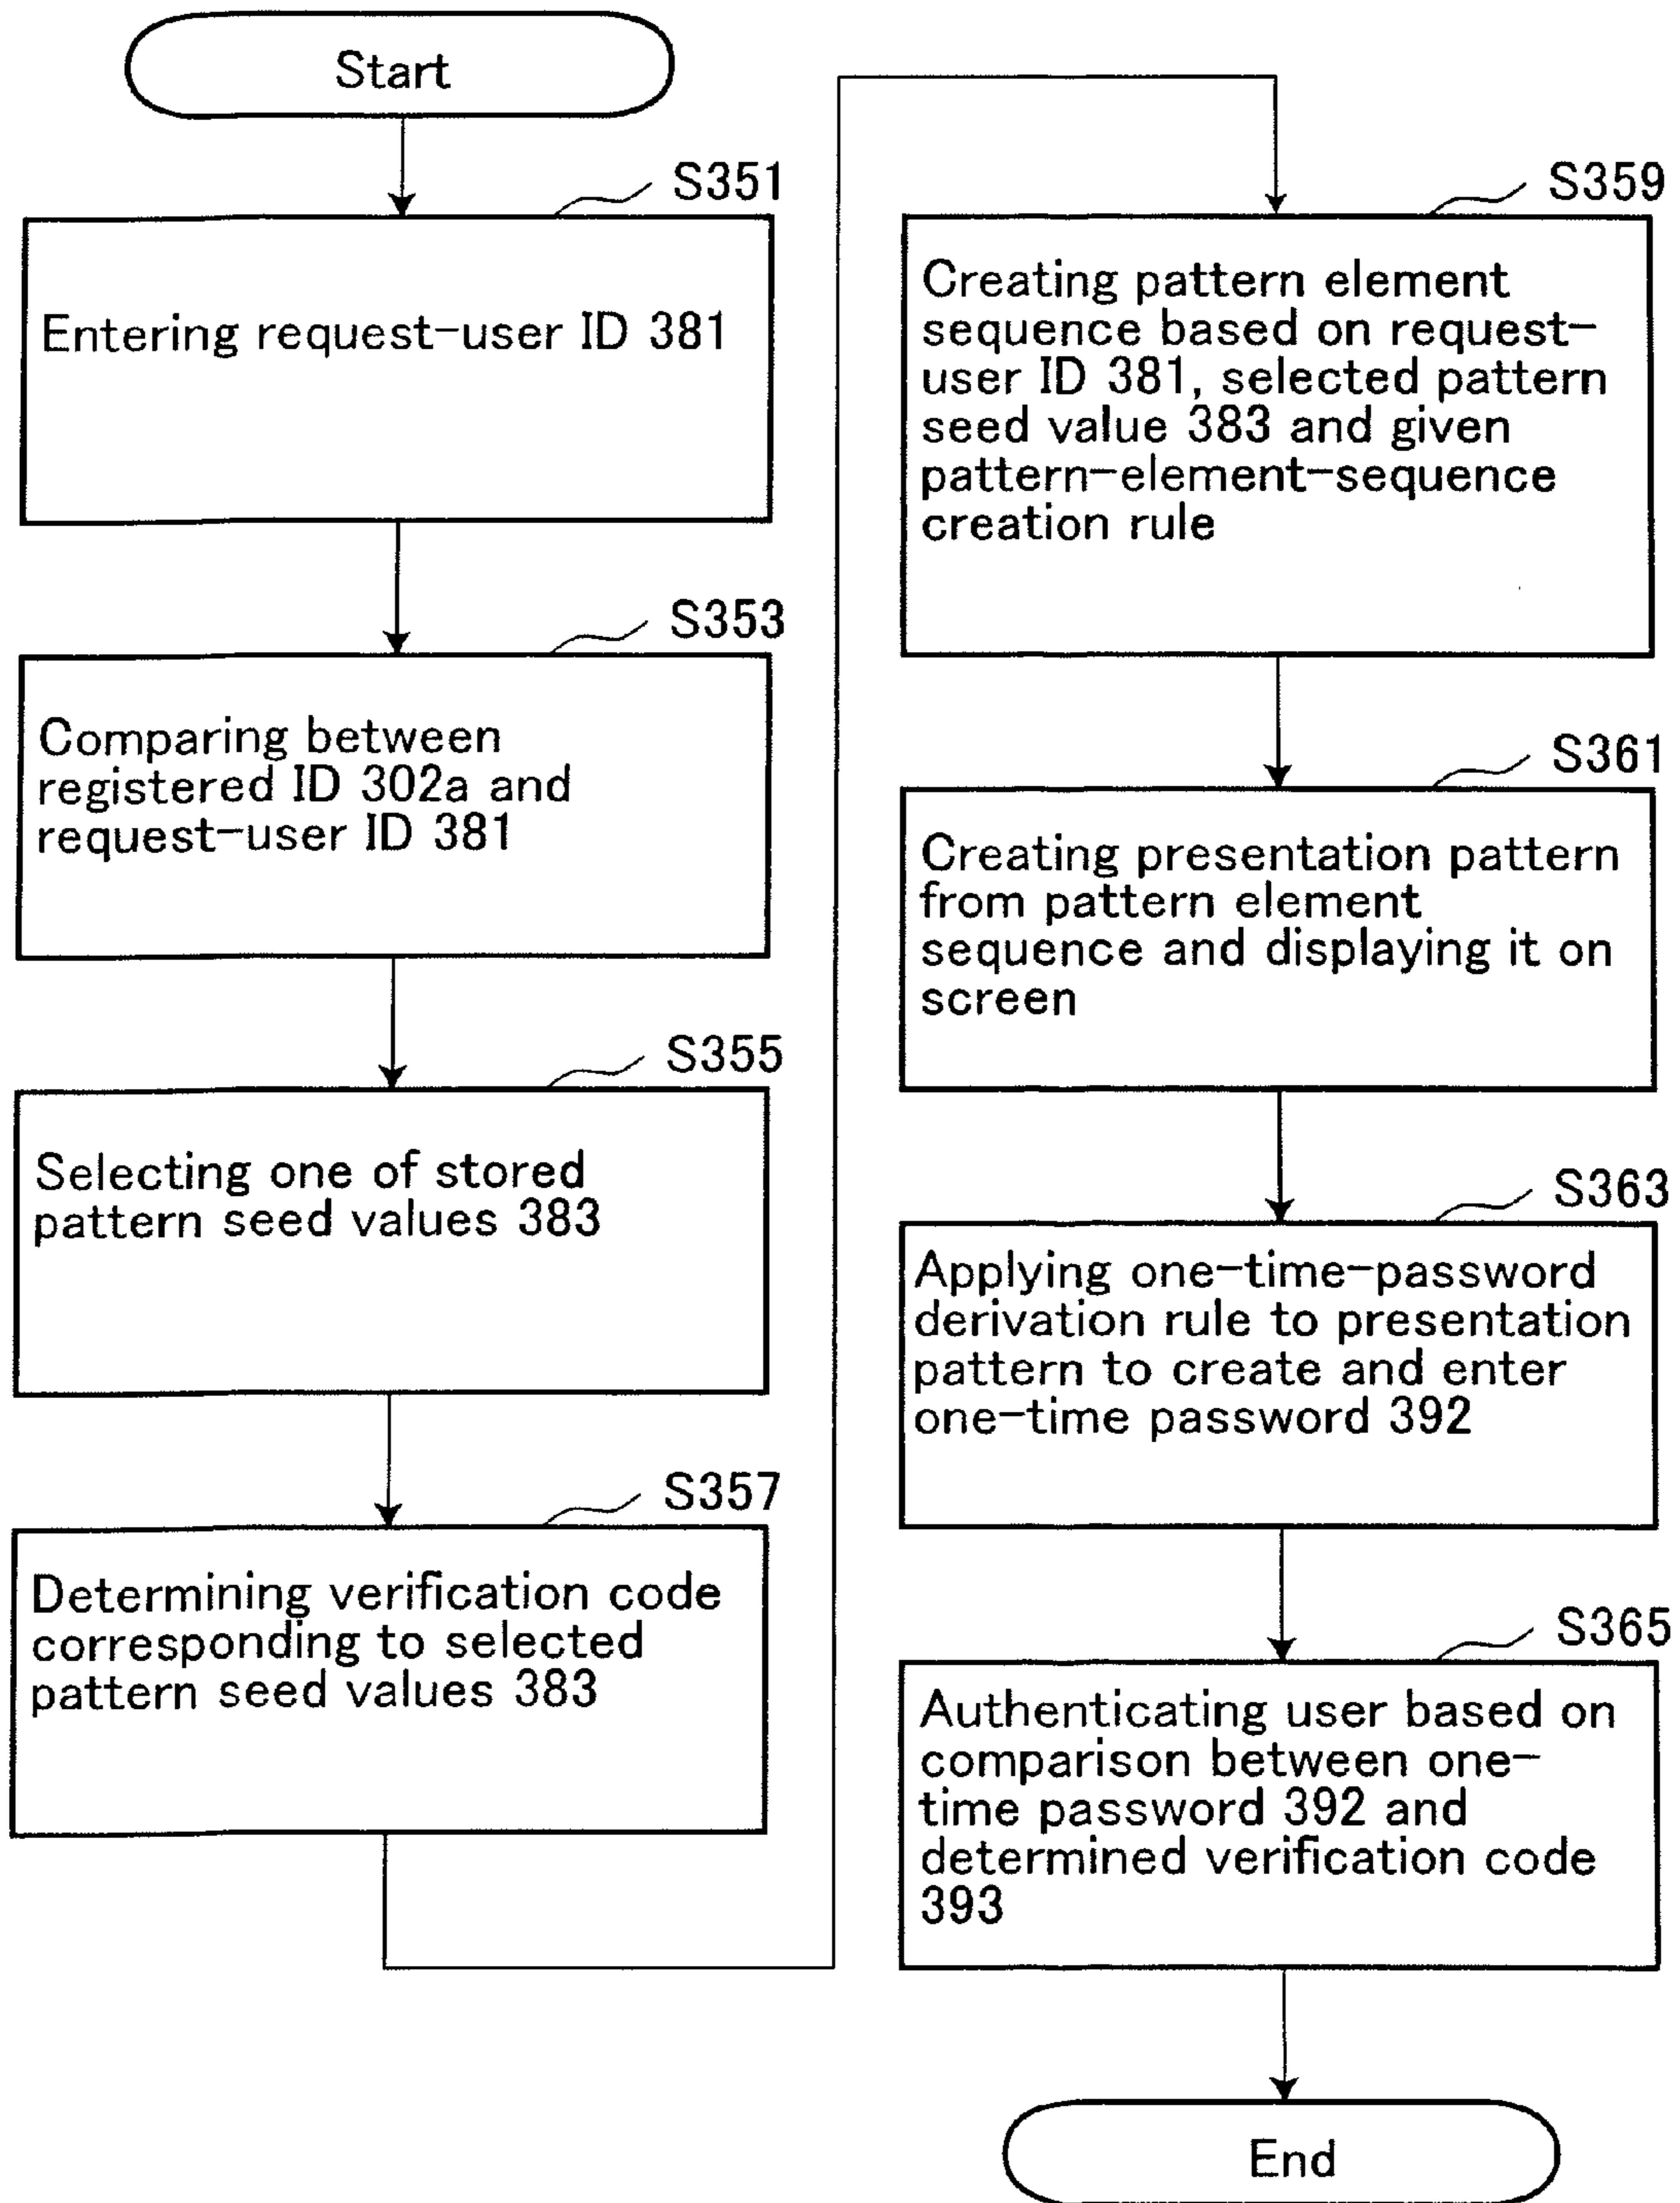 Start
S351
Entering request-user ID 381
S353
Comparing between
registered ID 302a and
request-user ID 381
S355
Selecting one of stored
pattern seed values 383
S357
Determining verification code
corresponding to selected
pattern seed values 383
S359
Creating pattern element
sequence based on request-
user ID 381, selected pattern
seed value 383 and given
pattern-element-sequence
creation rule
S361
Creating presentation pattern
from pattern element
sequence and displaying it on
screen
S363
Applying one-time-password
derivation rule to presentation
pattern to create and enter
one-time password 392
S365
Authenticating user based on
comparison between one-
time password 392 and
determined verification code
393
End